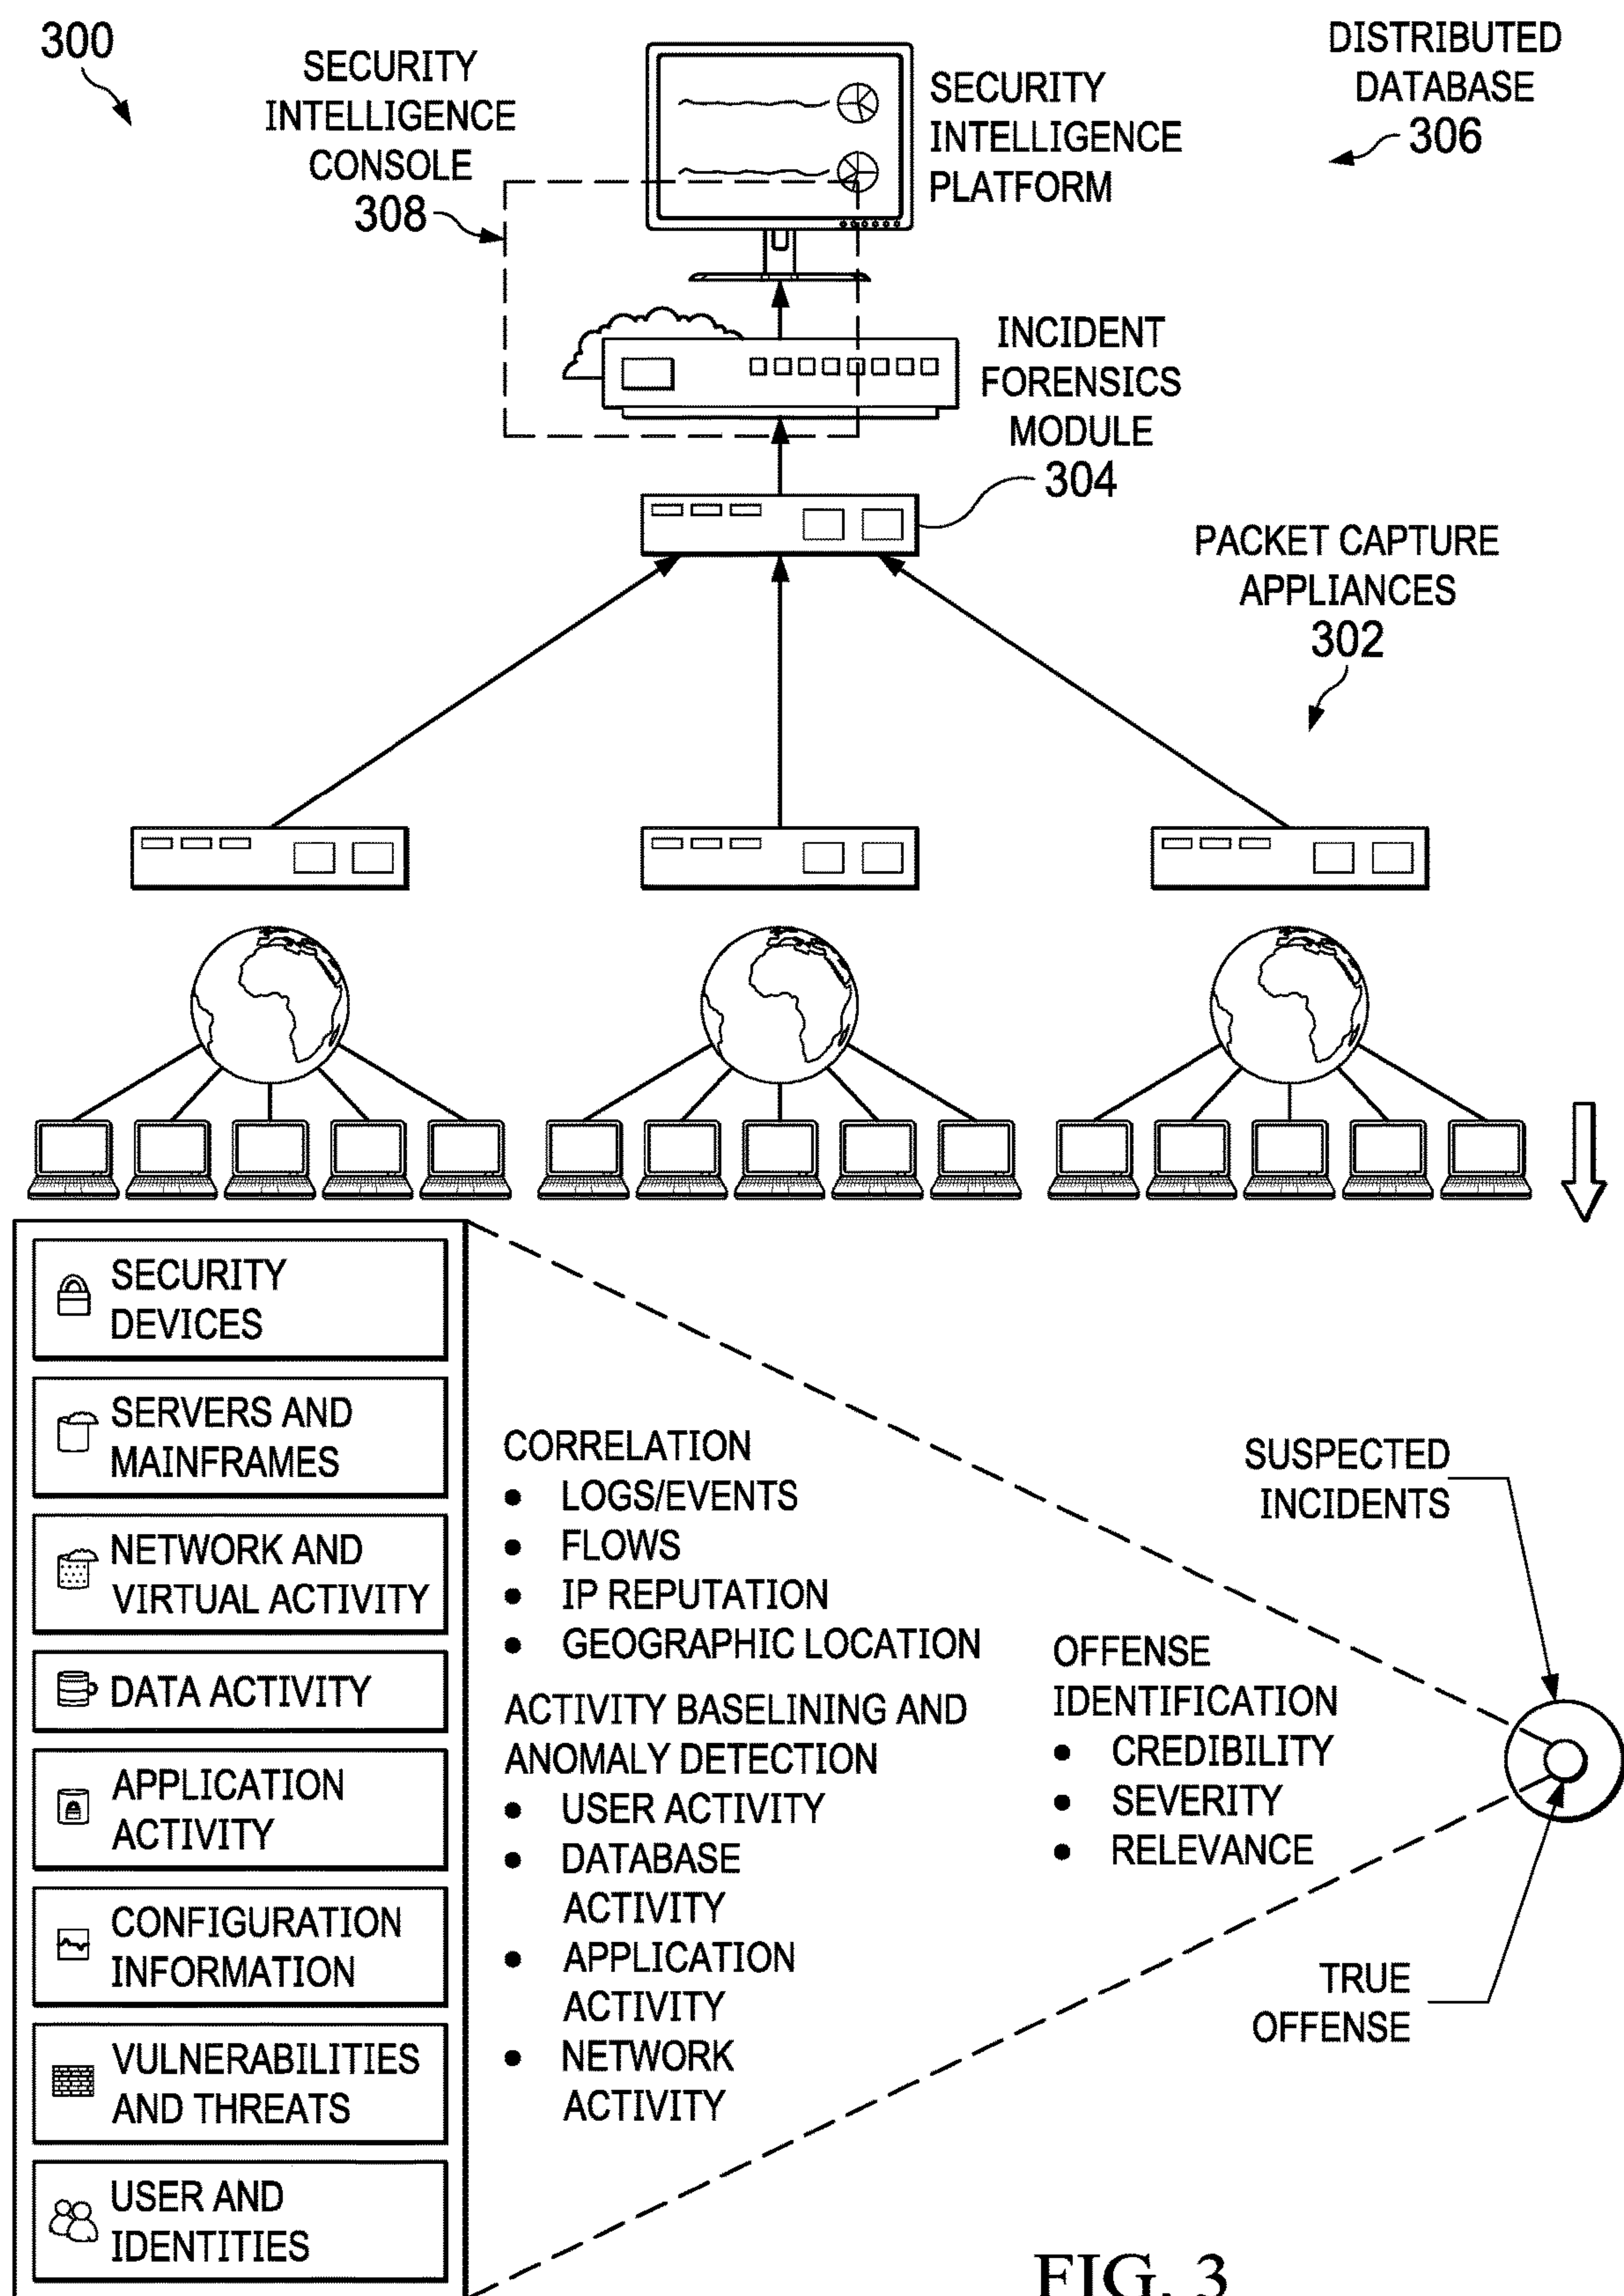 300
SECURITY
INTELLIGENCE
CONSOLE
308
SECURITY
INTELLIGENCE
PLATFORM
DISTRIBUTED
DATABASE
306
INCIDENT
FORENSICS
MODULE
304
PACKET CAPTURE
APPLIANCES
302
SECURITY
DEVICES
SERVERS AND
MAINFRAMES
NETWORK AND
VIRTUAL ACTIVITY
DATA ACTIVITY
APPLICATION
ACTIVITY
CONFIGURATION
INFORMATION
VULNERABILITIES
AND THREATS
USER AND
IDENTITIES
CORRELATION
• LOGS/EVENTS
• FLOWS
• IP REPUTATION
• GEOGRAPHIC LOCATION
ACTIVITY BASELINING AND
ANOMALY DETECTION
• USER ACTIVITY
• DATABASE
ACTIVITY
• APPLICATION
ACTIVITY
• NETWORK
ACTIVITY
OFFENSE
IDENTIFICATION
• CREDIBILITY
• SEVERITY
• RELEVANCE
SUSPECTED
INCIDENTS
TRUE
OFFENSE
FIG. 3